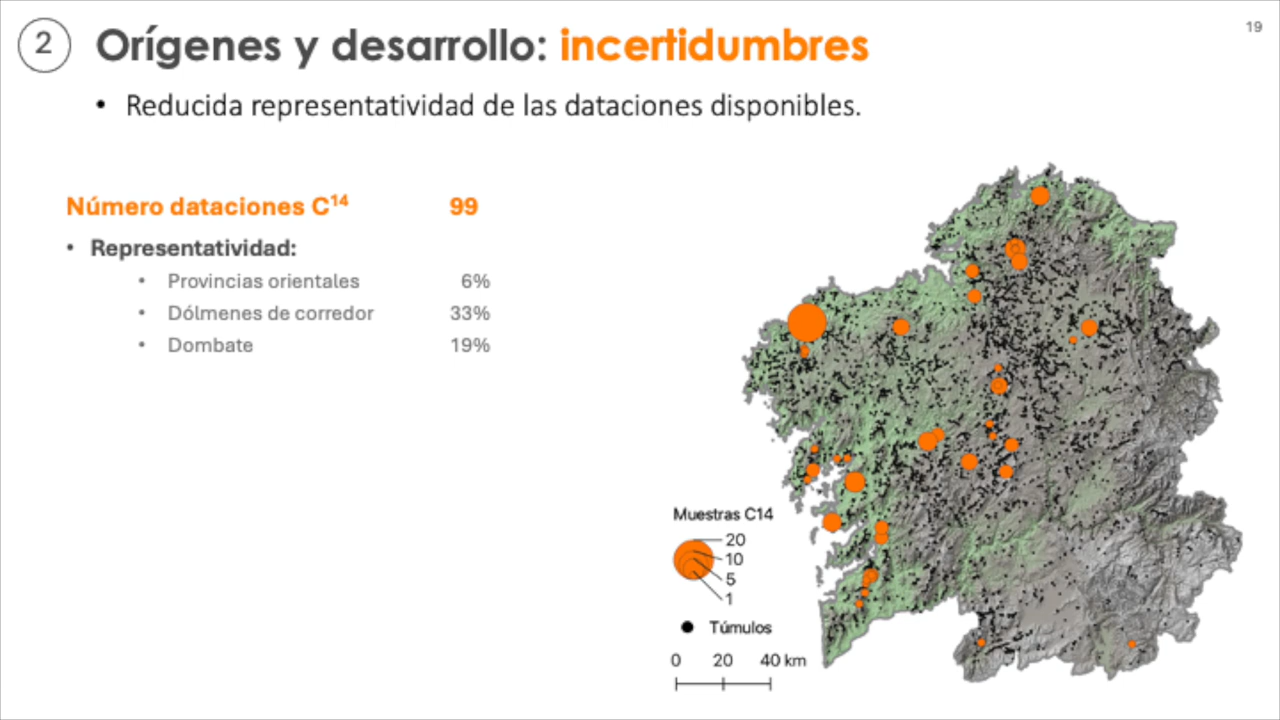 2 Orígenes y desarrollo: incertidumbres
19
• Reducida representatividad de las dataciones disponibles.
Número dataciones C¹⁴ 99
• Representatividad:
• Provincias orientales 6%
• Dólmenes de corredor 33%
• Dombate 19%
Muestras C14
20
10
5
1
Túmulos
0 20 40 km